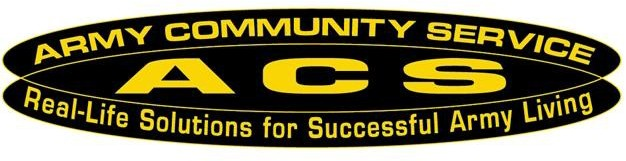 ARMY COMMUNITY SERVICE
ACS
Real-Life Solutions for Successful Army Living